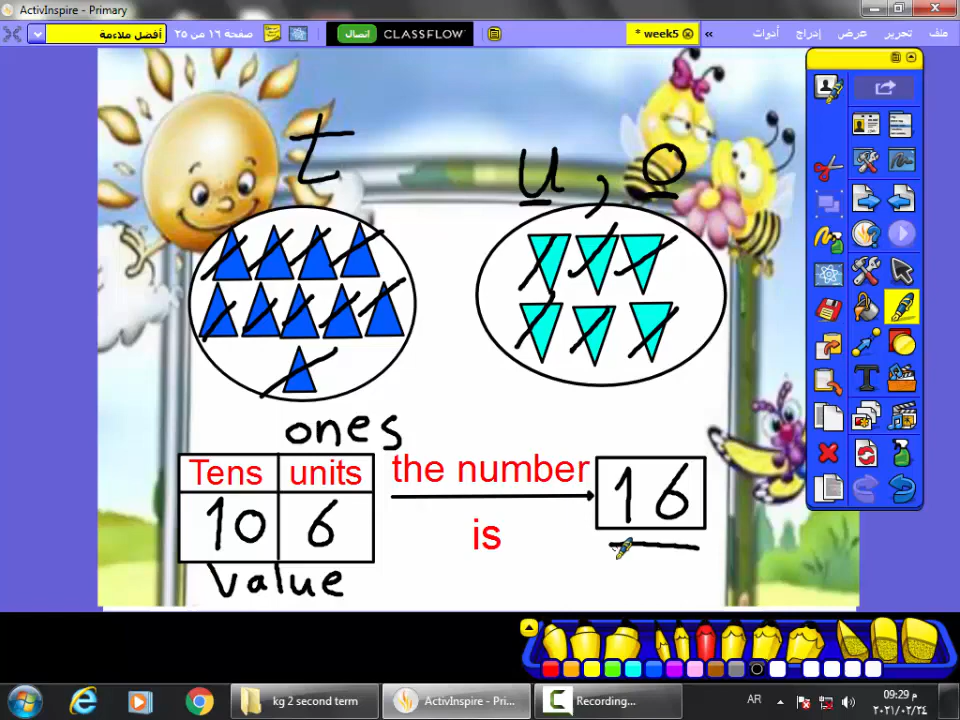 ActivInspire - Primary
أفضل ملاءمة
صفحة ١٦ من ٢٥
اتصال
CLASSFLOW
week5 *
»
أدوات
إدراج
عرض
تحرير
ملف
t
u , o
ones
Tens units
10 6
value
the number
is
16
kg 2 second term
ActivInspire - Pri...
Recording...
AR
09:29 م
٢٠٢١/٠٢/٢٤